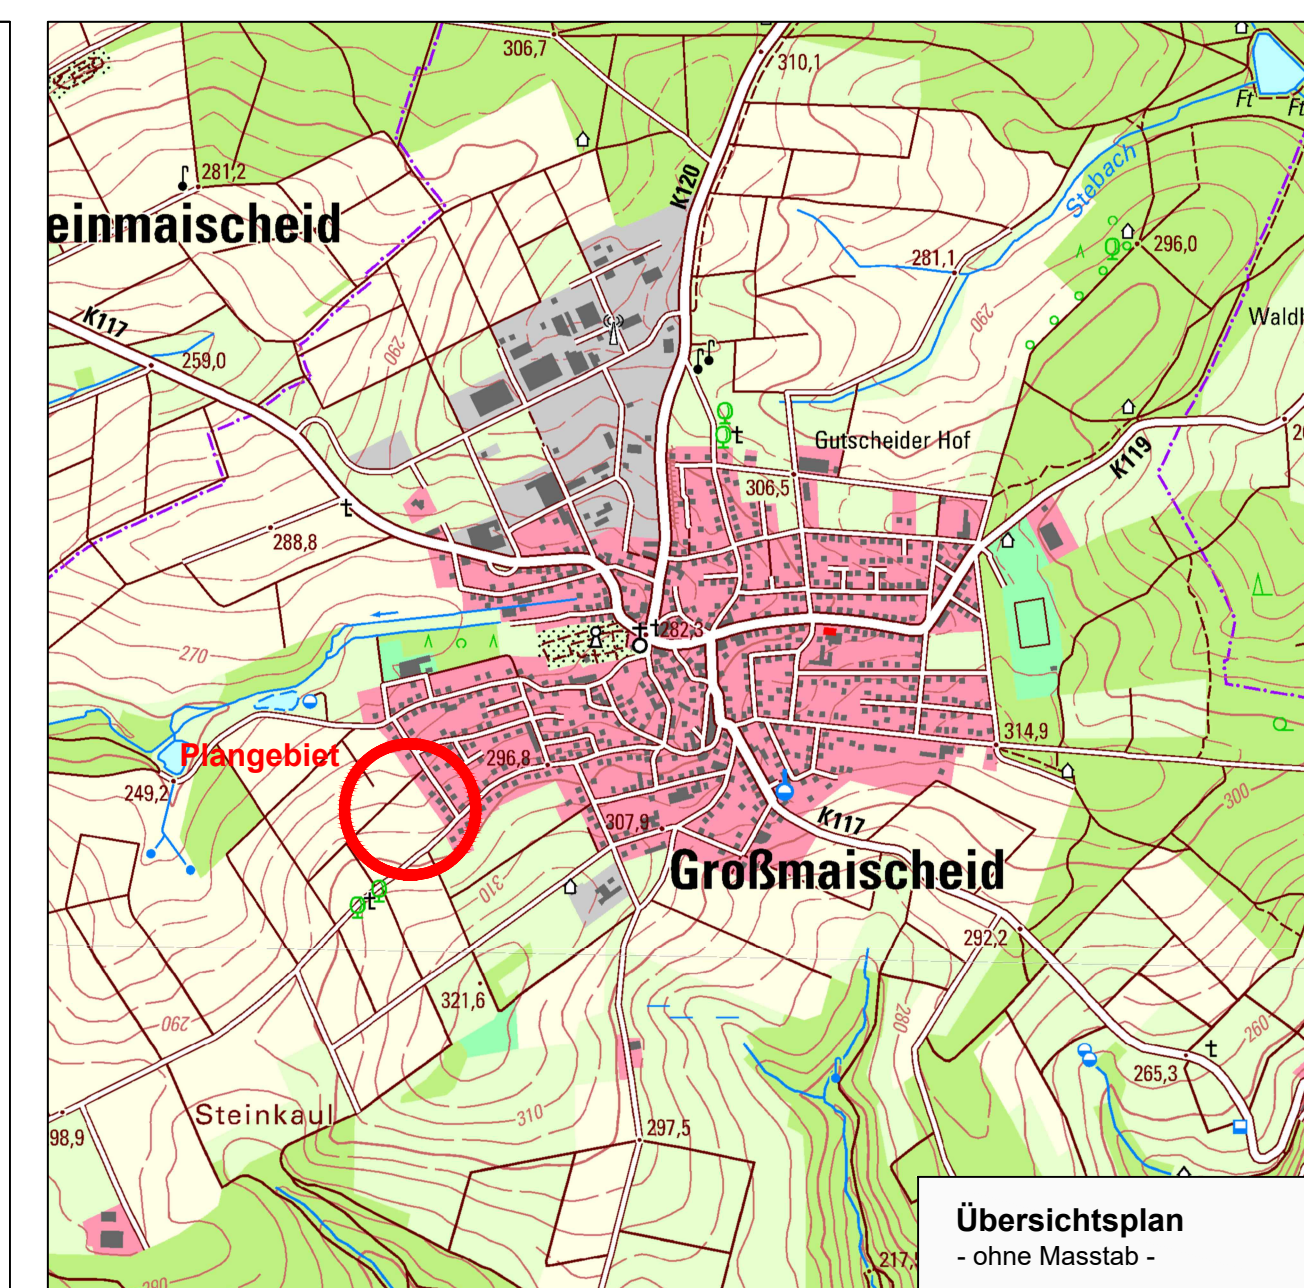 306,7
310,1
Ft
Ft
281,2
K120
Stebach
einmaischeid
296,0
281,1
K117
290
290
259,0
Gutscheider Hof
K119
306,5
288,8
282,3
270
Plangebiet
296,8
314,9
249,2
300
307,9
K117
Großmaischeid
310
292,2
321,6
290
280
260
265,3
Steinkaul
310
297,5
98,9
Übersichtsplan
- ohne Masstab -
217,
280